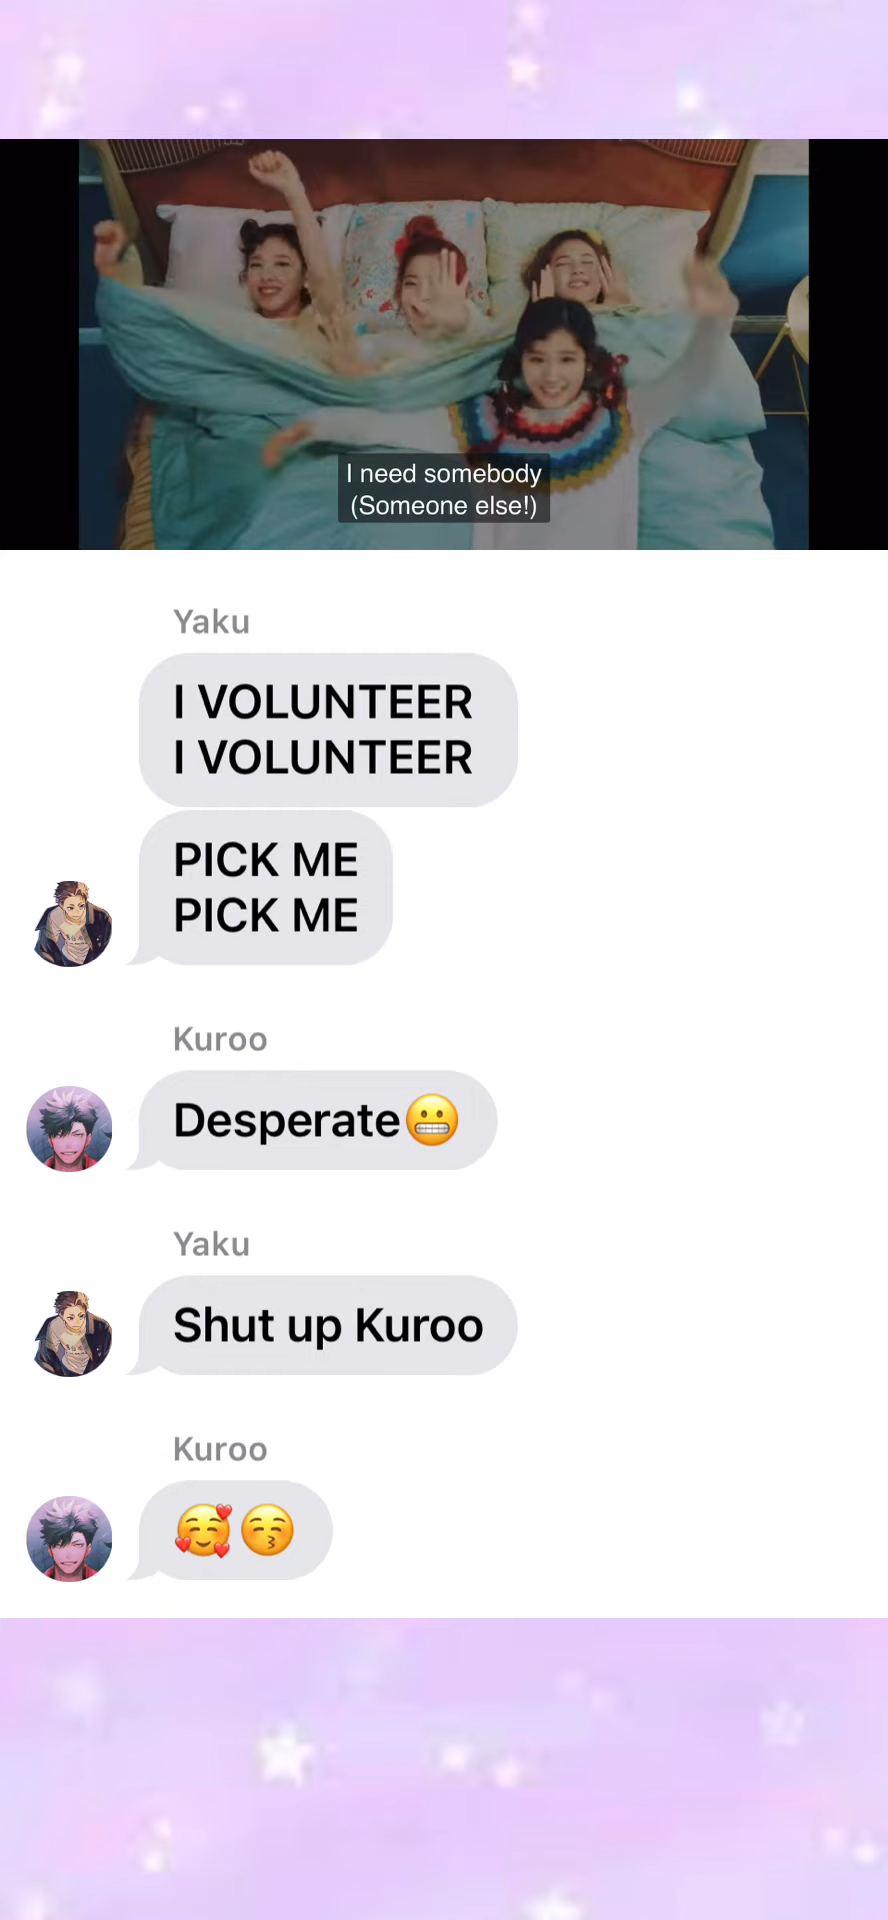 I need somebody
(Someone else!)
Yaku
I VOLUNTEER
I VOLUNTEER
PICK ME
PICK ME
Kuroo
Desperate😬
Yaku
Shut up Kuroo
Kuroo
🥰😚